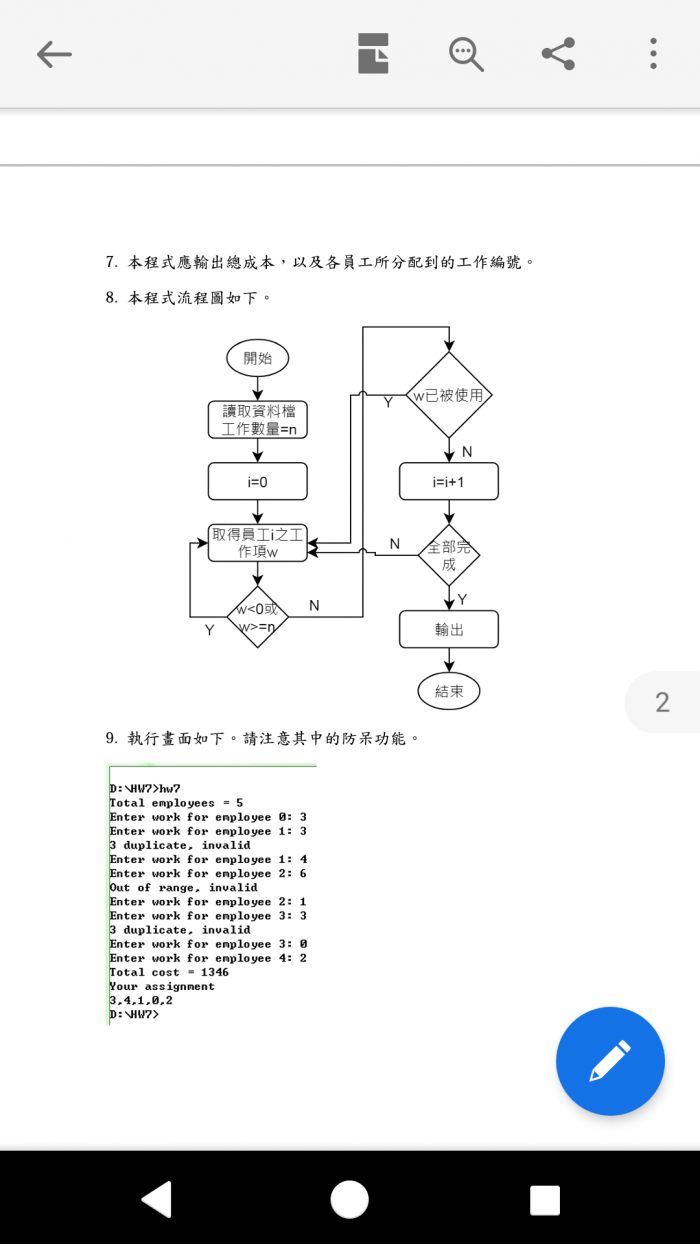 7. 本程式應輸出總成本，以及各員工所分配到的工作編號。
8. 本程式流程圖如下。
開始
讀取資料檔
工作數量=n
i=0
取得員工i之工
作項w
w<0或
w>=n
Y
N
w已被使用
Y
N
i=i+1
全部完
成
N
Y
輸出
結束
2
9. 執行畫面如下。請注意其中的防呆功能。
D:\HW7>hw7
Total employees = 5
Enter work for employee 0: 3
Enter work for employee 1: 3
3 duplicate, invalid
Enter work for employee 1: 4
Enter work for employee 2: 6
Out of range, invalid
Enter work for employee 2: 1
Enter work for employee 3: 3
3 duplicate, invalid
Enter work for employee 3: 0
Enter work for employee 4: 2
Total cost = 1346
Your assignment
3,4,1,0,2
D:\HW7>